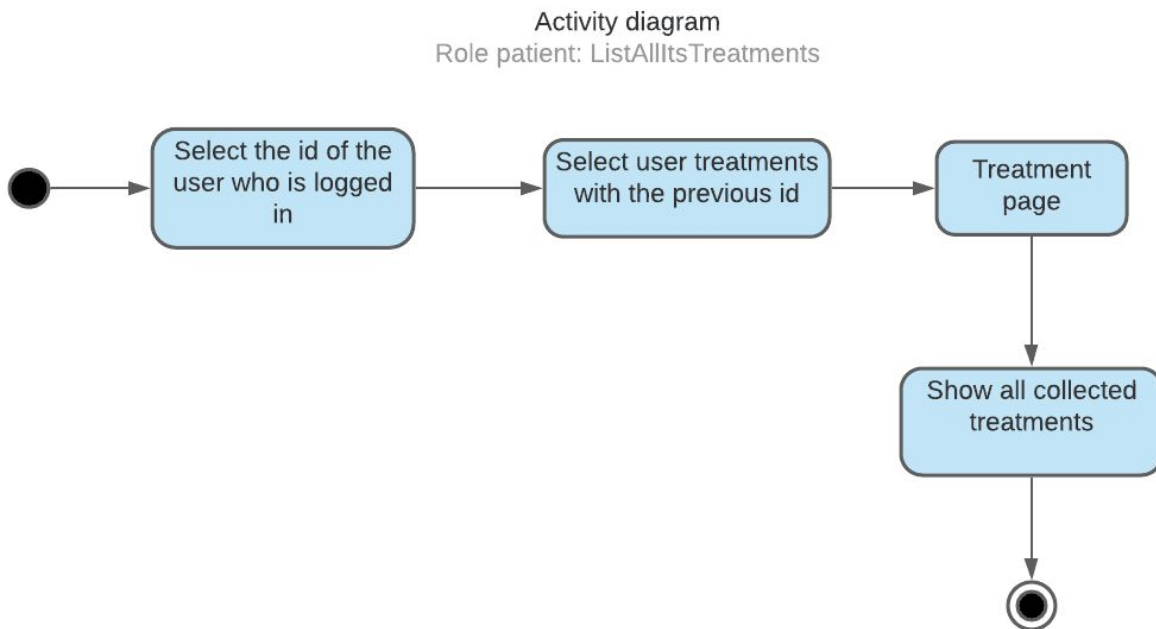 Activity diagram
Role patient: ListAllItsTreatments
Select the id of the
user who is logged
in
Select user treatments
with the previous id
Treatment
page
Show all collected
treatments